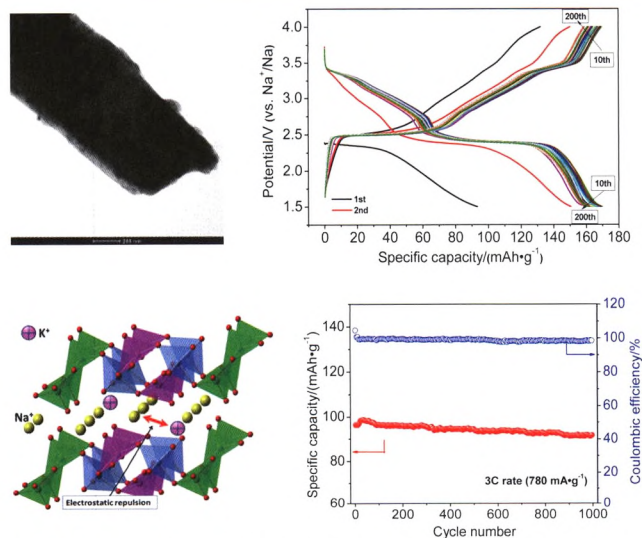 4.0
3.5
3.0
2.5
2.0
1.5
Potential/V (vs. Na⁺/Na)
200th
10th
10th
200th
1st
2nd
0 20 40 60 80 100 120 140 160 180
Specific capacity/(mAh•g⁻¹)
K⁺
Na⁺
Electrostatic repulsion
160
140
120
100
80
60
Specific capacity/(mAh•g⁻¹)
120
100
80
60
40
20
0
Coulombic efficiency/%
3C rate (780 mA•g⁻¹)
0 200 400 600 800 1000
Cycle number